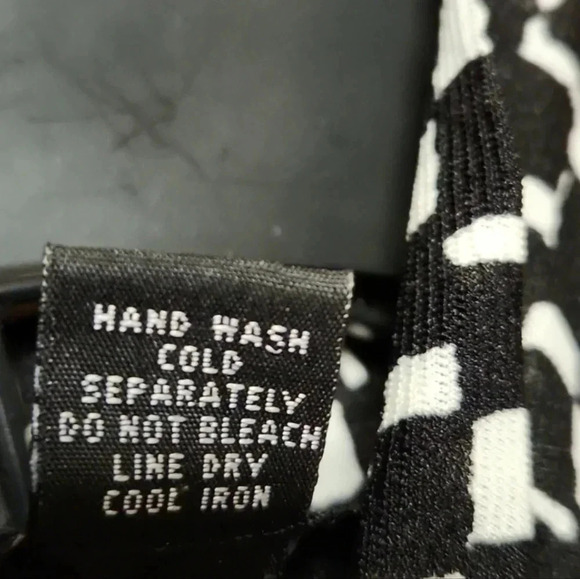 HAND WASH
COLD
SEPARATELY
DO NOT BLEACH
LINE DRY
COOL IRON